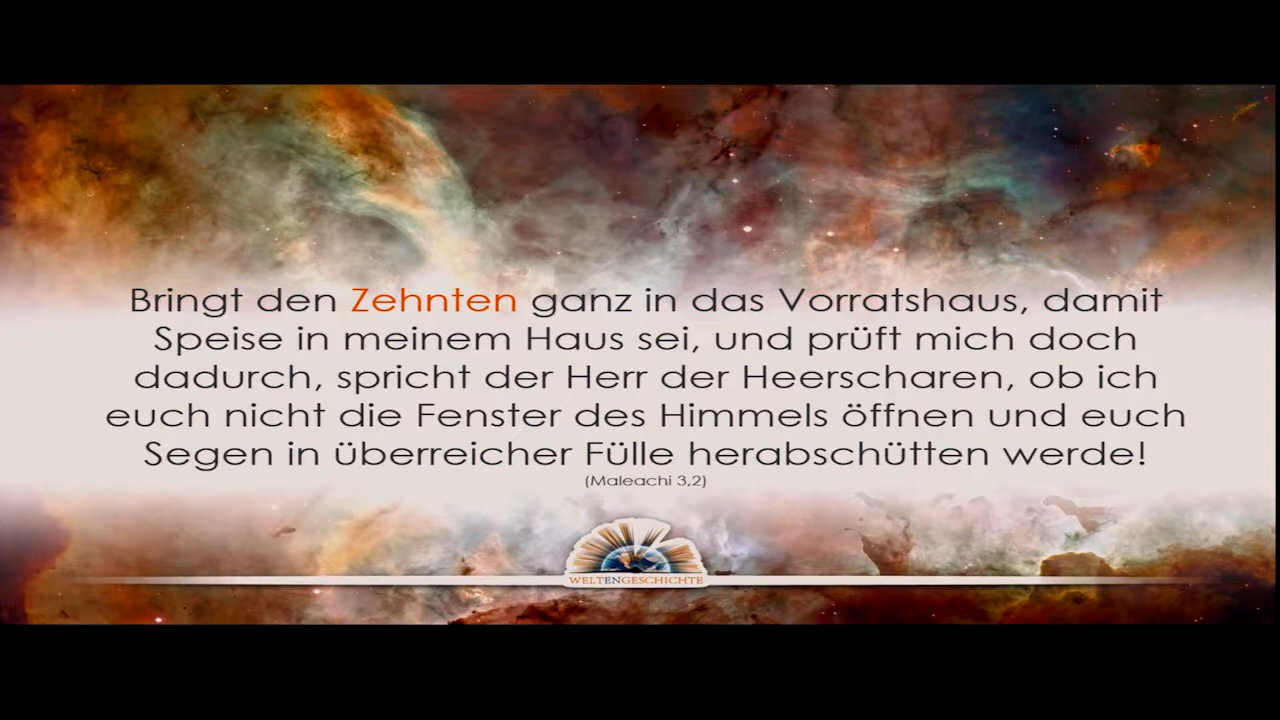 Bringt den Zehnten ganz in das Vorratshaus, damit
Speise in meinem Haus sei, und prüft mich doch
dadurch, spricht der Herr der Heerscharen, ob ich
euch nicht die Fenster des Himmels öffnen und euch
Segen in überreicher Fülle herabschütten werde!
(Maleachi 3,2)
WELTENGESCHICHTE